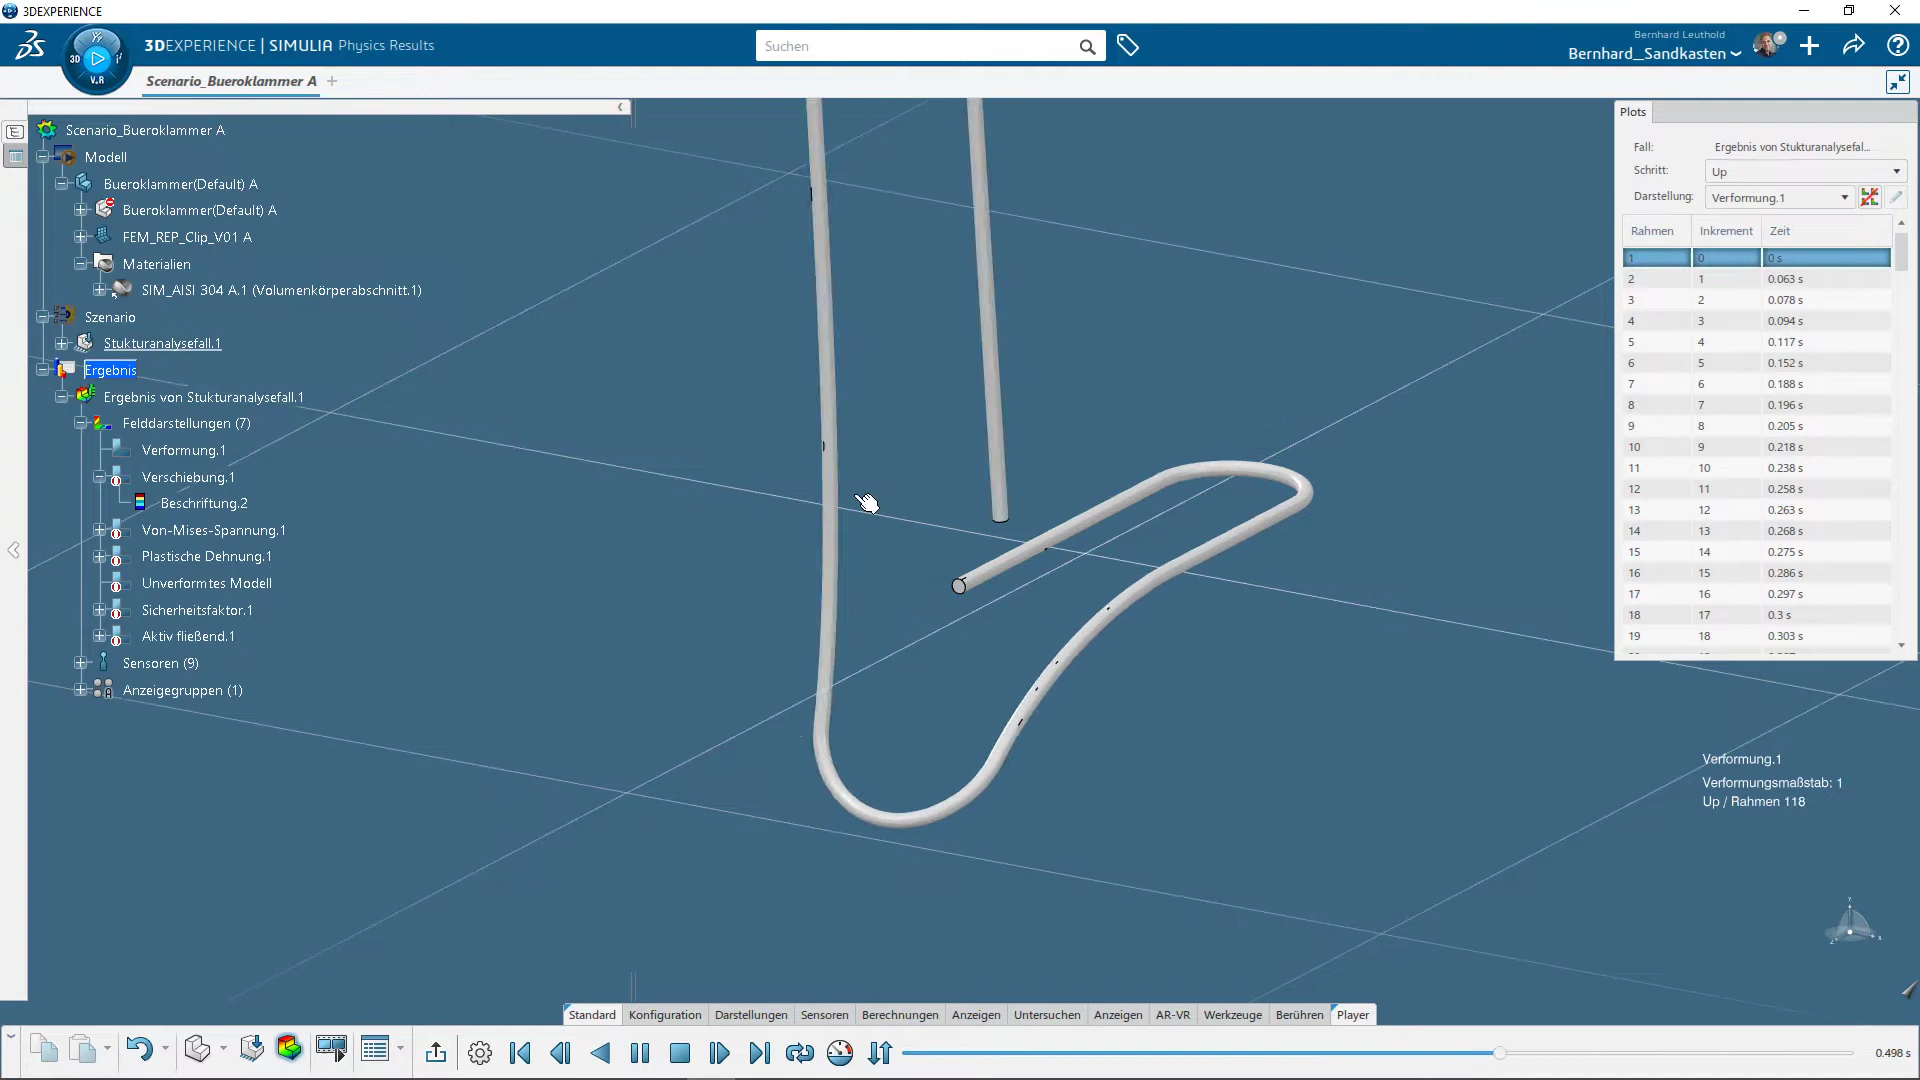 3DEXPERIENCE
3DEXPERIENCE | SIMULIA Physics Results
Suchen
Bernhard Leuthold
Bernhard__Sandkasten
3D
V.R
Scenario_Bueroklammer A
Scenario_Bueroklammer A
Modell
Bueroklammer(Default) A
Bueroklammer(Default) A
FEM_REP_Clip_V01 A
Materialien
SIM_AISI 304 A.1 (Volumenkörperabschnitt.1)
Szenario
Stukturanalysefall.1
Ergebnis
Ergebnis von Stukturanalysefall.1
Felddarstellungen (7)
Verformung.1
Verschiebung.1
Beschriftung.2
Von-Mises-Spannung.1
Plastische Dehnung.1
Unverformtes Modell
Sicherheitsfaktor.1
Aktiv fließend.1
Sensoren (9)
Anzeigegruppen (1)
Plots
Fall: Ergebnis von Stukturanalysefal...
Schritt: Up
Darstellung: Verformung.1
Rahmen Inkrement Zeit
1 0 0 s
2 1 0.063 s
3 2 0.078 s
4 3 0.094 s
5 4 0.117 s
6 5 0.152 s
7 6 0.188 s
8 7 0.196 s
9 8 0.205 s
10 9 0.218 s
11 10 0.238 s
12 11 0.258 s
13 12 0.263 s
14 13 0.268 s
15 14 0.275 s
16 15 0.286 s
17 16 0.297 s
18 17 0.3 s
19 18 0.303 s
Verformung.1
Verformungsmaßstab: 1
Up / Rahmen 118
Standard Konfiguration Darstellungen Sensoren Berechnungen Anzeigen Untersuchen Anzeigen AR-VR Werkzeuge Berühren Player
0.498 s